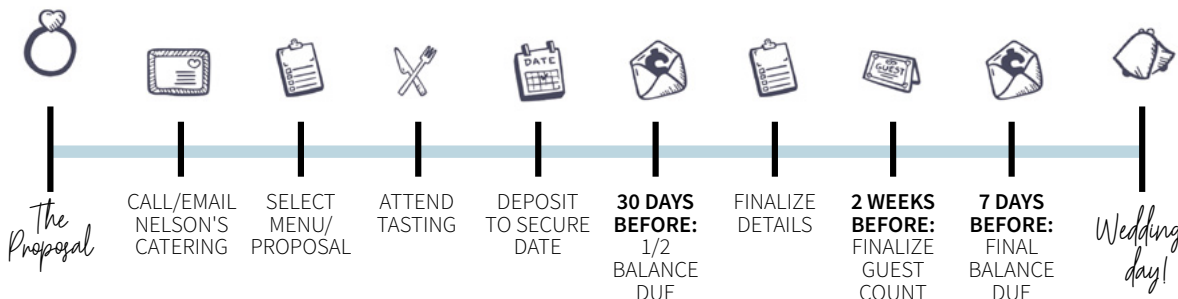 DATE
GUEST
The
Proposal
CALL/EMAIL
NELSON'S
CATERING
SELECT
MENU/
PROPOSAL
ATTEND
TASTING
DEPOSIT
TO SECURE
DATE
30 DAYS
BEFORE:
1/2
BALANCE
DUE
FINALIZE
DETAILS
2 WEEKS
BEFORE:
FINALIZE
GUEST
COUNT
7 DAYS
BEFORE:
FINAL
BALANCE
DUE
Wedding
day!